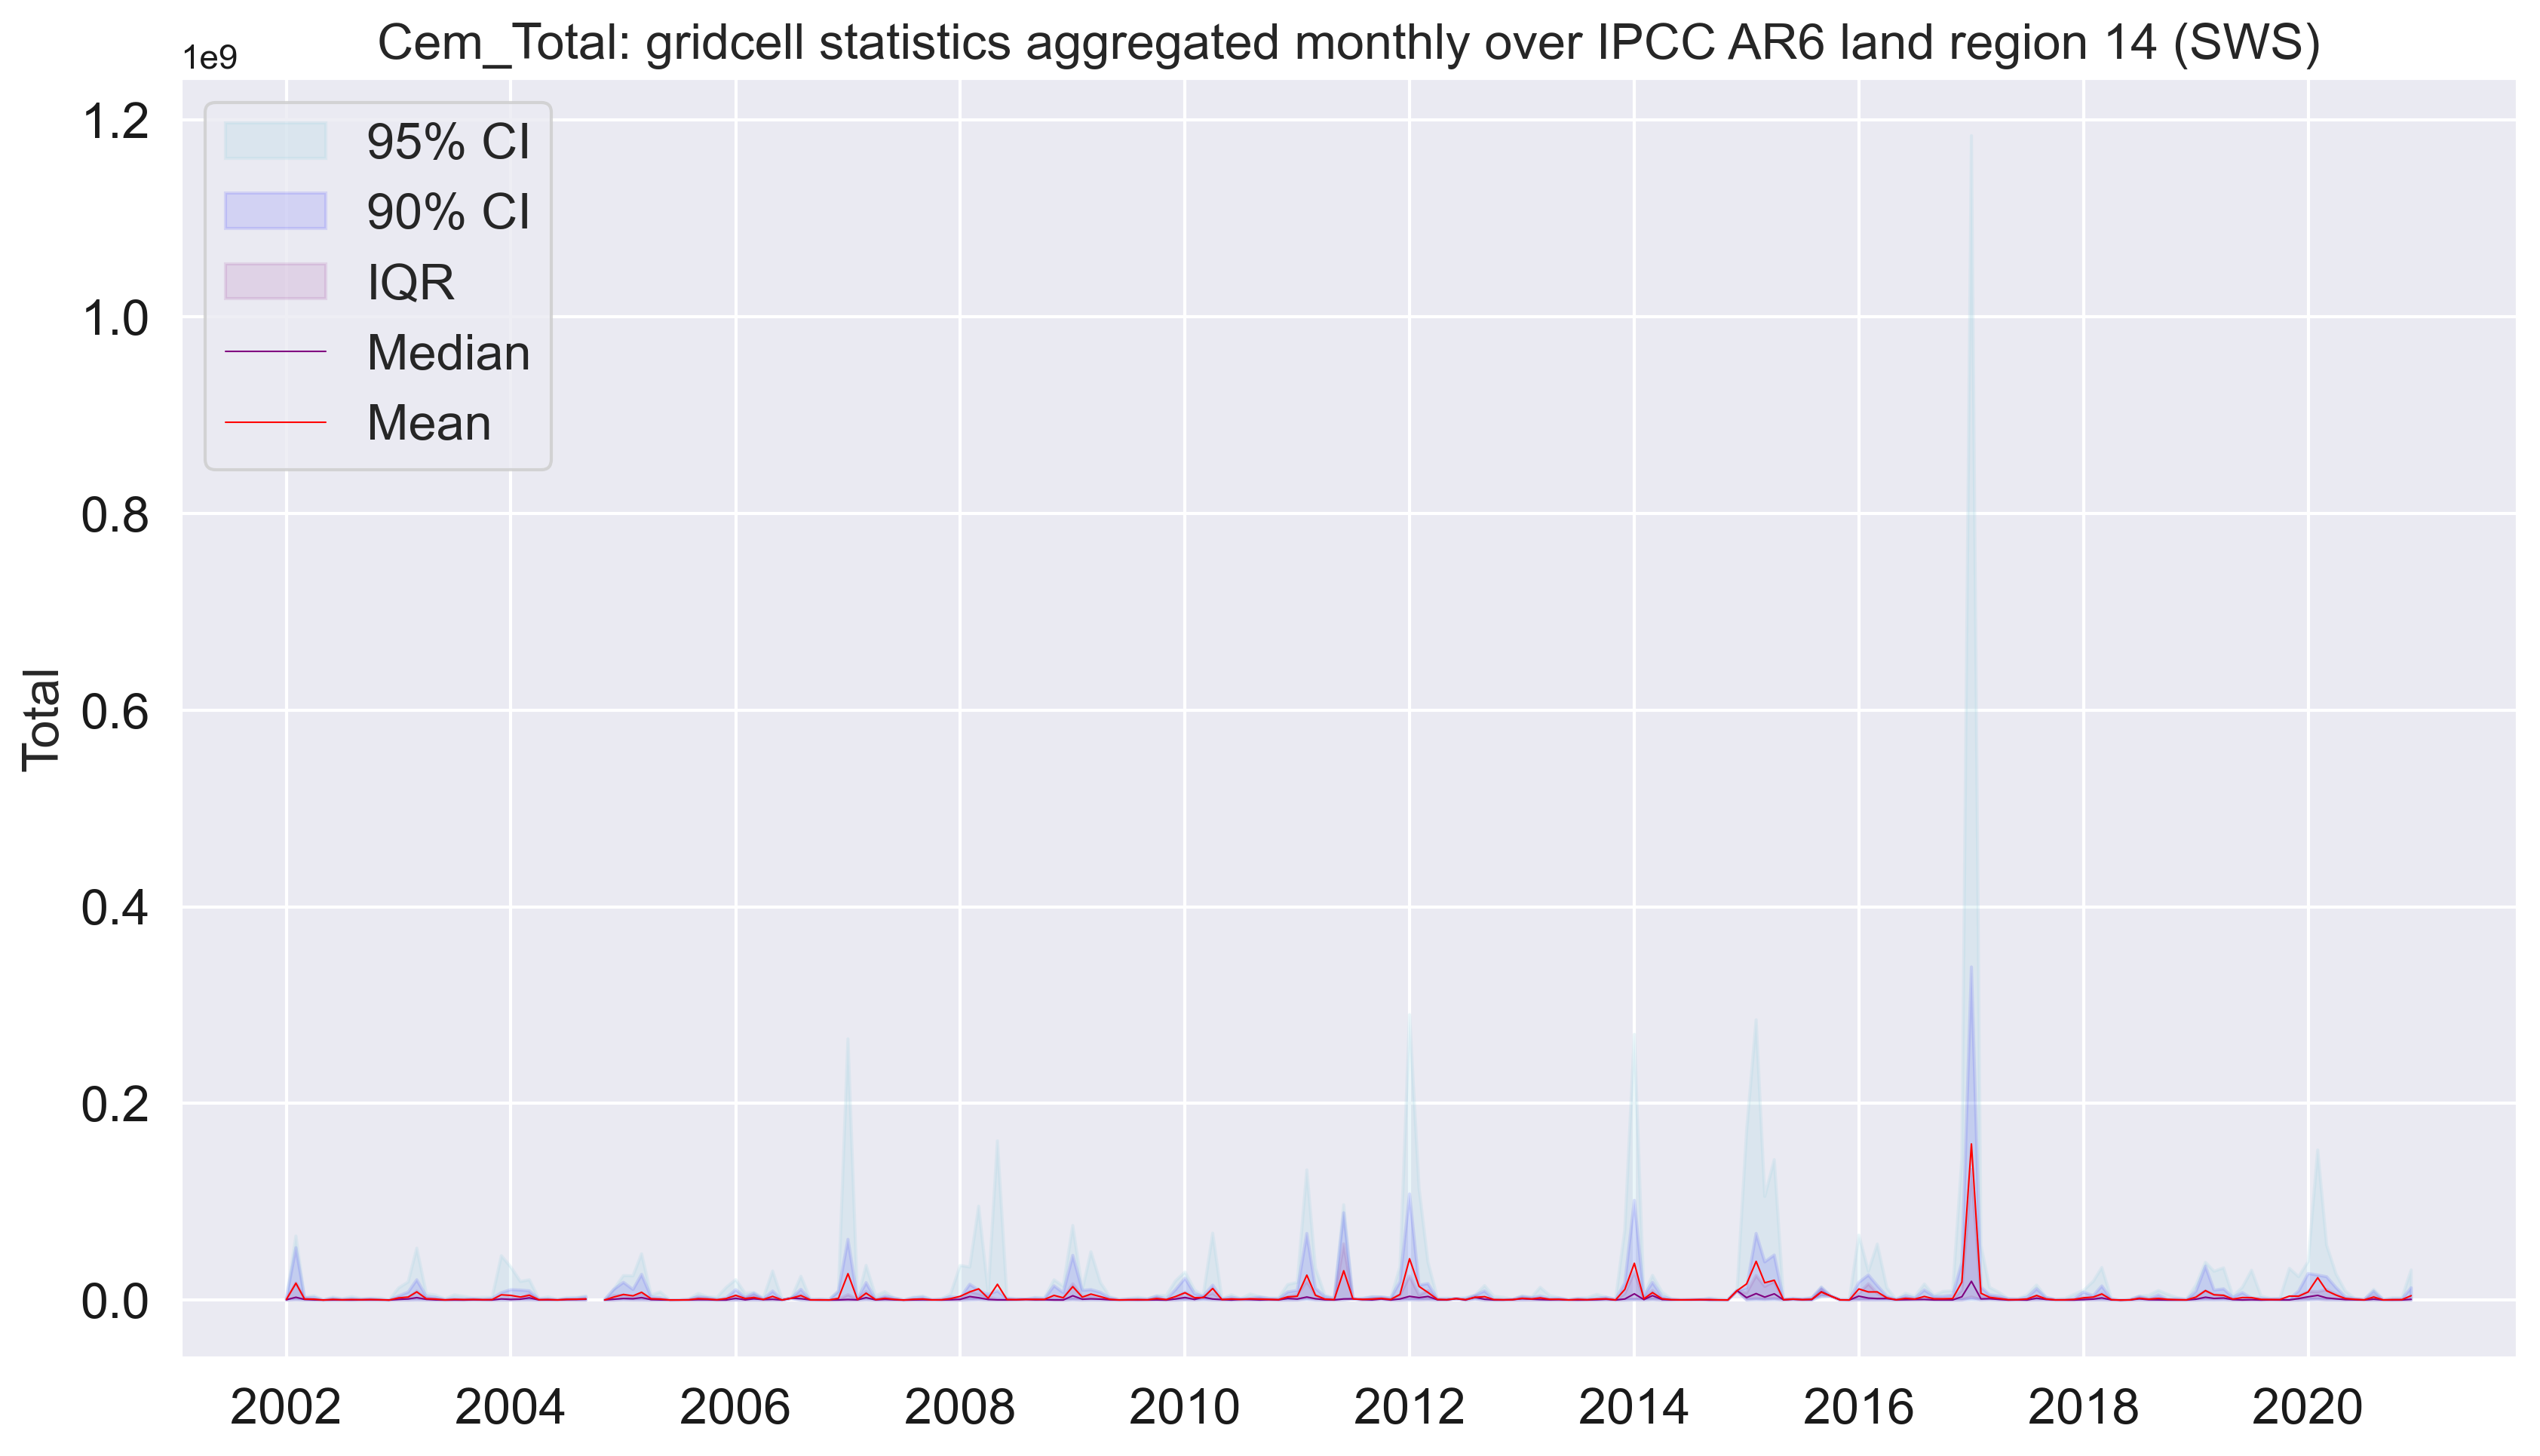 Cem_Total: gridcell statistics aggregated monthly over IPCC AR6 land region 14 (SWS)
1e9
1.2
1.0
0.8
0.6
0.4
0.2
0.0
Total
95% CI
90% CI
IQR
Median
Mean
2002 2004 2006 2008 2010 2012 2014 2016 2018 2020